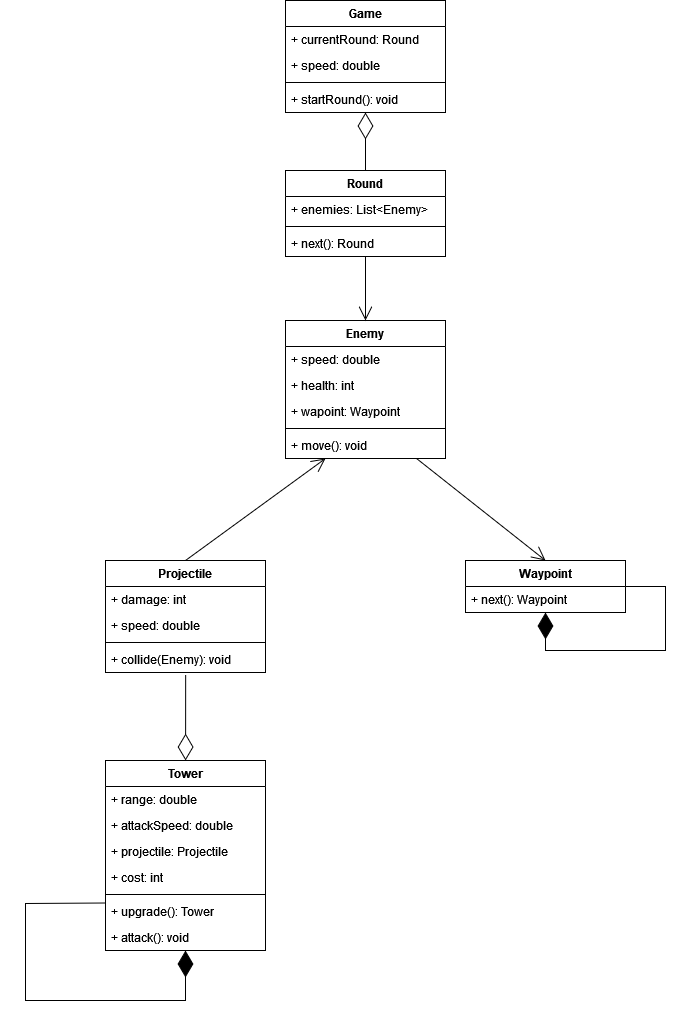 Game
+ currentRound: Round
+ speed: double
+ startRound(): void
Round
+ enemies: List<Enemy>
+ next(): Round
Enemy
+ speed: double
+ health: int
+ wapoint: Waypoint
+ move(): void
Projectile
+ damage: int
+ speed: double
+ collide(Enemy): void
Waypoint
+ next(): Waypoint
Tower
+ range: double
+ attackSpeed: double
+ projectile: Projectile
+ cost: int
+ upgrade(): Tower
+ attack(): void